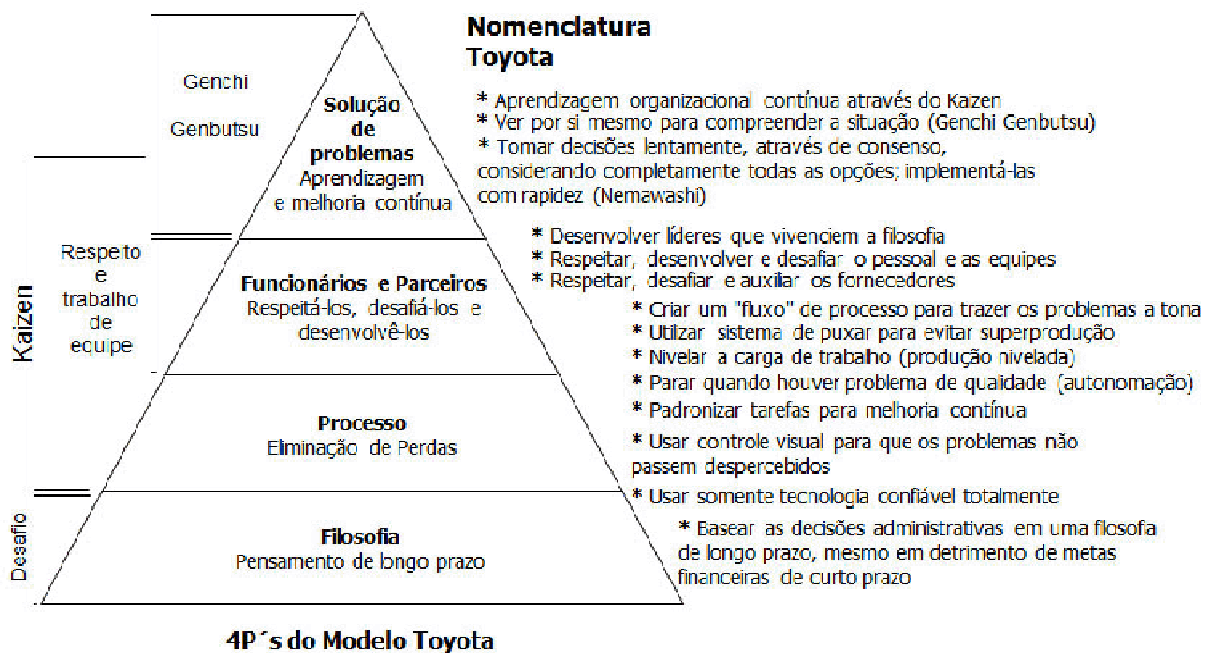 Nomenclatura
Toyota
Genchi
Genbutsu
Solução
de
problemas
Aprendizagem
e melhoria contínua
* Aprendizagem organizacional contínua através do Kaizen
* Ver por si mesmo para compreender a situação (Genchi Genbutsu)
* Tomar decisões lentamente, através de consenso,
considerando completamente todas as opções; implementá-las
com rapidez (Nemawashi)
Kaizen
Respeito
e
trabalho
de
equipe
Funcionários e Parceiros
Respeitá-los, desafiá-los e
desenvolvê-los
* Desenvolver líderes que vivenciem a filosofia
* Respeitar, desenvolver e desafiar o pessoal e as equipes
* Respeitar, desafiar e auxiliar os fornecedores
Processo
Eliminação de Perdas
* Criar um "fluxo" de processo para trazer os problemas a tona
* Utilizar sistema de puxar para evitar superprodução
* Nivelar a carga de trabalho (produção nivelada)
* Parar quando houver problema de qualidade (autonomação)
* Padronizar tarefas para melhoria contínua
* Usar controle visual para que os problemas não
passem despercebidos
* Usar somente tecnologia confiável totalmente
Desafio
Filosofia
Pensamento de longo prazo
* Basear as decisões administrativas em uma filosofia
de longo prazo, mesmo em detrimento de metas
financeiras de curto prazo
4P´s do Modelo Toyota